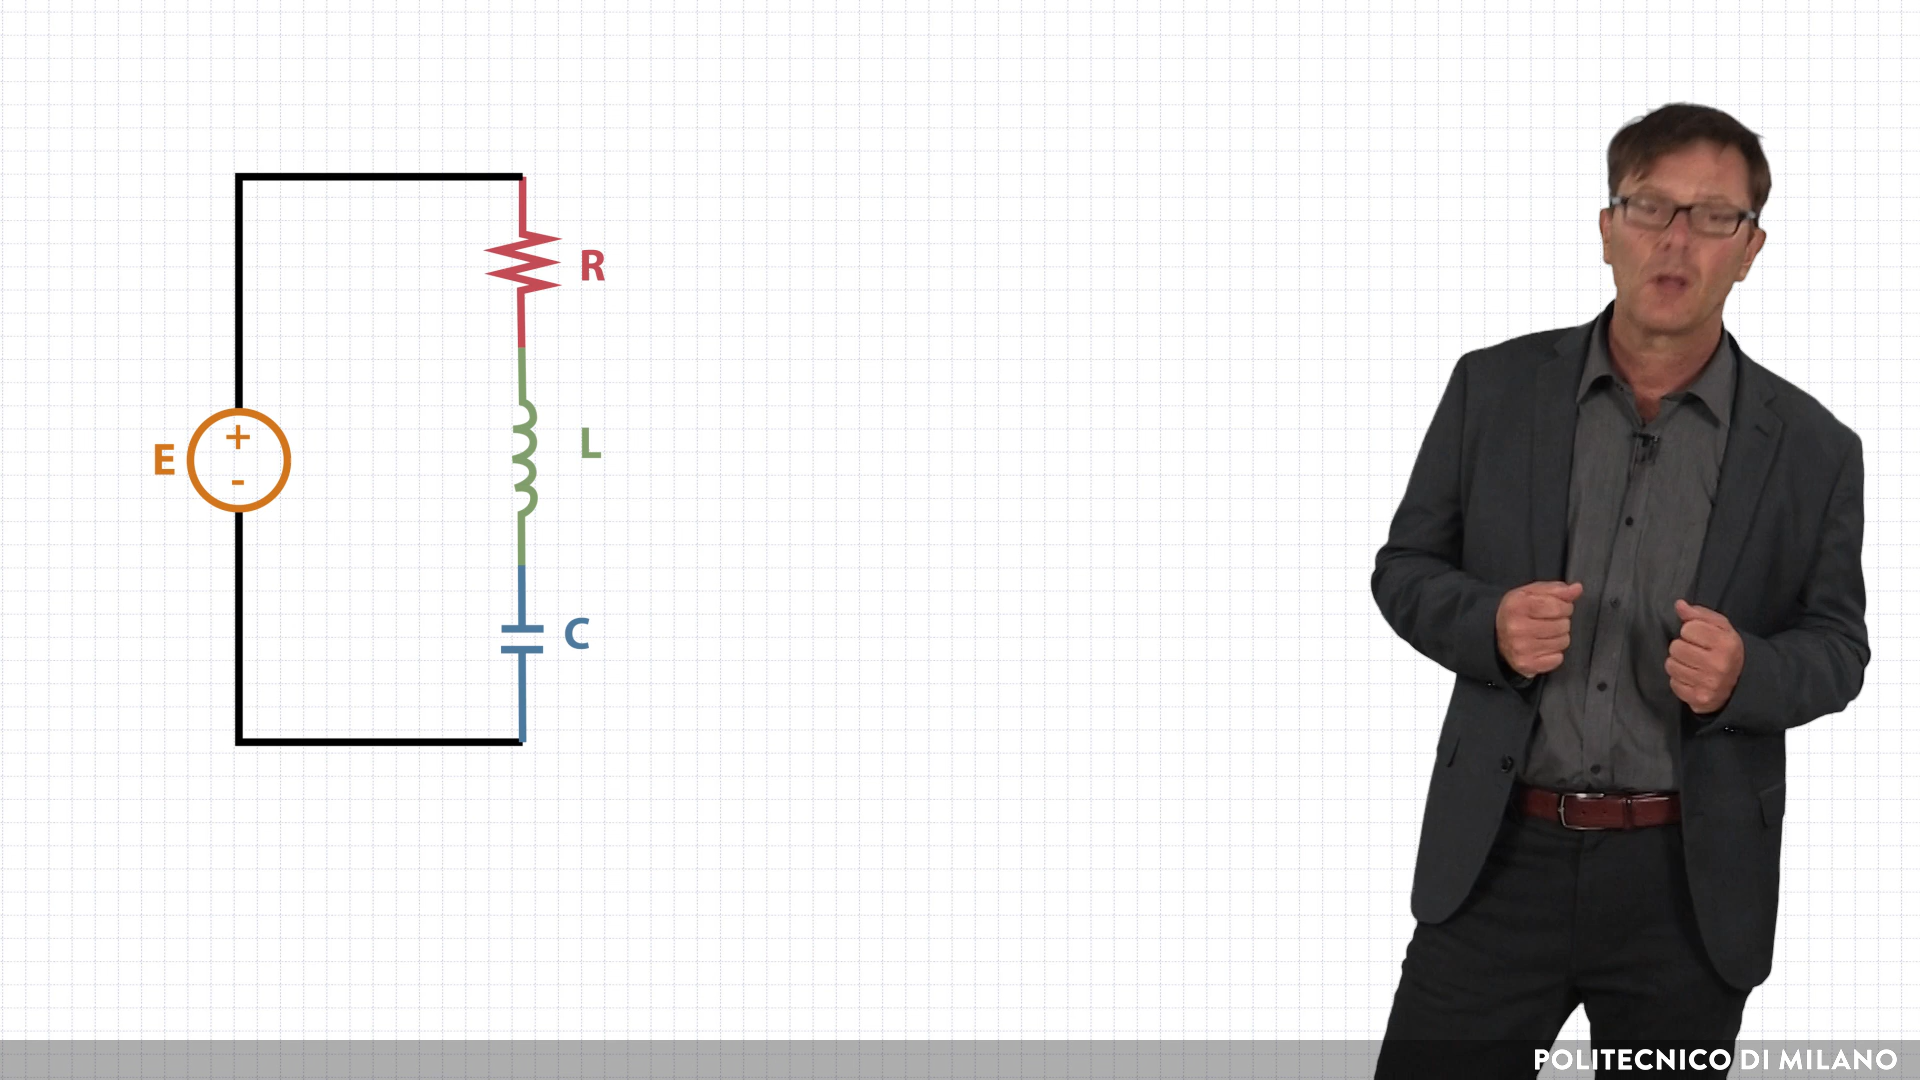 R
L
E
+
-
C
POLITECNICO DI MILANO